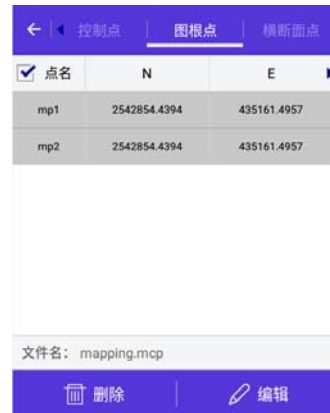 控制点 图根点 横断面点
点名 N E
mp1 2542854.4394 435161.4957
mp2 2542854.4394 435161.4957
文件名: mapping.mcp
删除 编辑